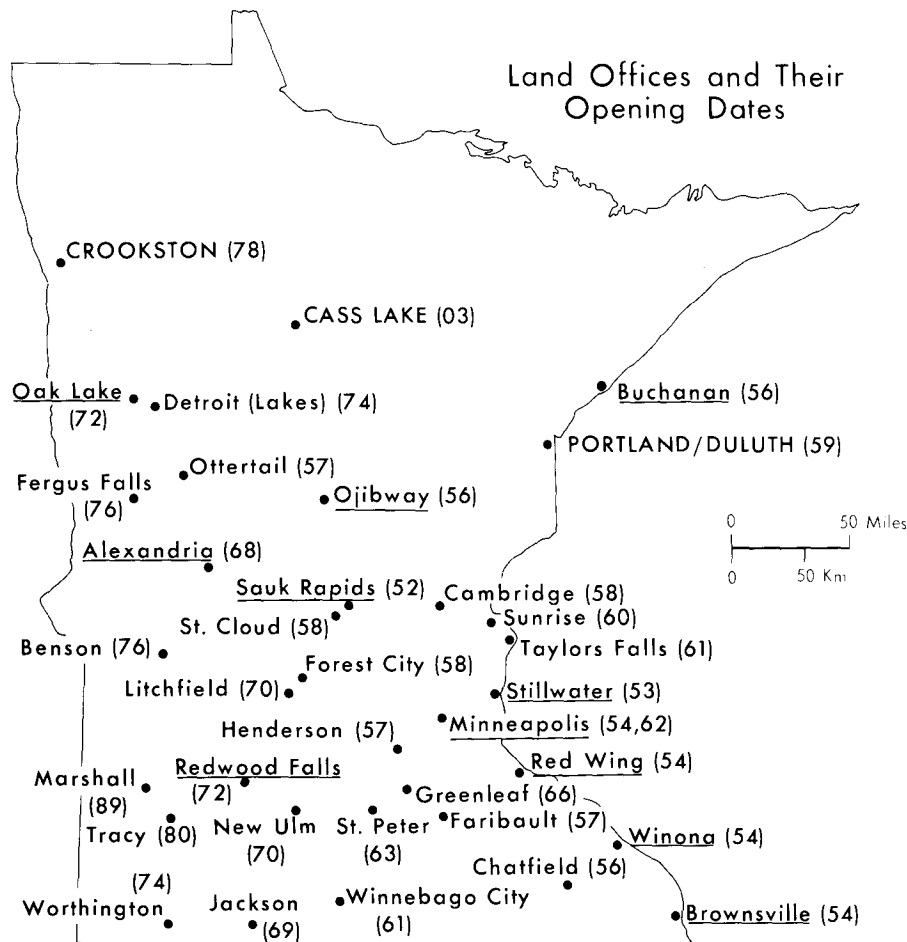 Land Offices and Their
Opening Dates
CROOKSTON (78)
CASS LAKE (03)
Oak Lake
(72)
Detroit (Lakes) (74)
Buchanan (56)
PORTLAND/DULUTH (59)
Ottertail (57)
Fergus Falls
(76)
Ojibway (56)
0 50 Miles
0 50 Km
Alexandria (68)
Sauk Rapids (52)
Cambridge (58)
St. Cloud (58)
Sunrise (60)
Benson (76)
Taylors Falls
(61)
Forest City (58)
Litchfield (70)
Stillwater (53)
Henderson (57)
Minneapolis (54,62)
Marshall
(89)
Redwood Falls
(72)
Red Wing (54)
Greenleaf (66)
Tracy (80)
New Ulm
(70)
St. Peter
(63)
Faribault (57)
Winona (54)
Chatfield (56)
(74)
Worthington
Jackson
(69)
Winnebago City
(61)
Brownsville (54)